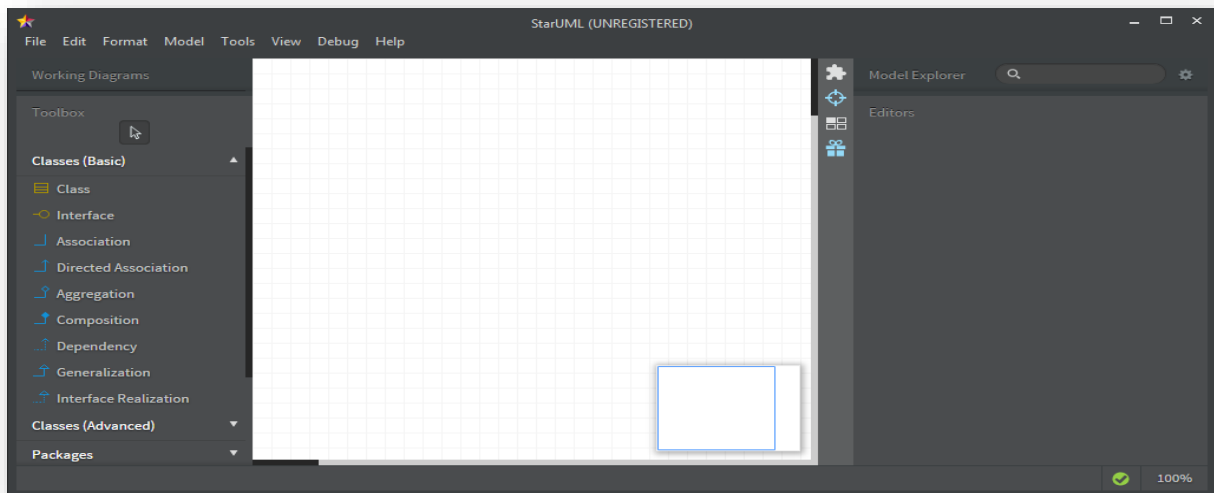 StarUML (UNREGISTERED)
File Edit Format Model Tools View Debug Help
Working Diagrams
Model Explorer
Toolbox
Editors
Classes (Basic)
Class
Interface
Association
Directed Association
Aggregation
Composition
Dependency
Generalization
Interface Realization
Classes (Advanced)
Packages
100%